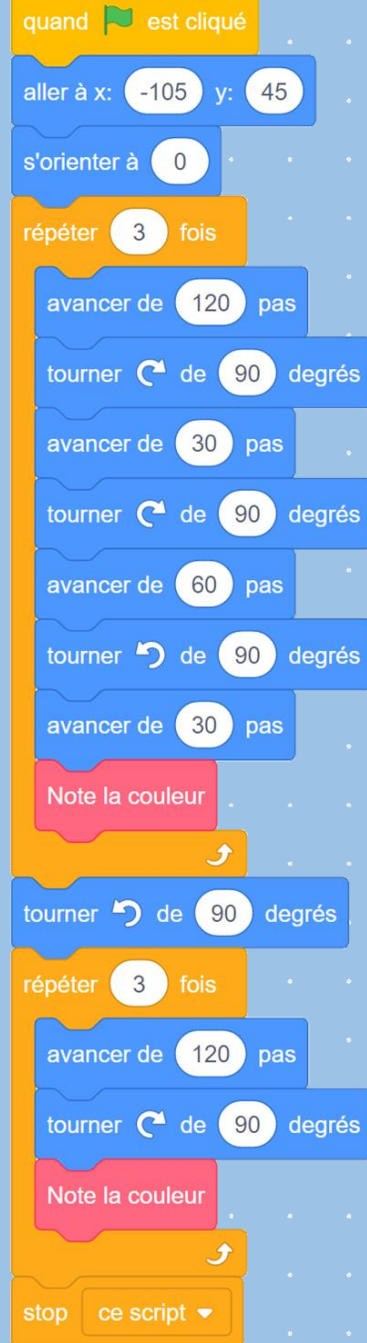 quand est cliqué
aller à x: -105 y: 45
s'orienter à 0
répéter 3 fois
avancer de 120 pas
tourner de 90 degrés
avancer de 30 pas
tourner de 90 degrés
avancer de 60 pas
tourner de 90 degrés
avancer de 30 pas
Note la couleur
tourner de 90 degrés
répéter 3 fois
avancer de 120 pas
tourner de 90 degrés
Note la couleur
stop ce script